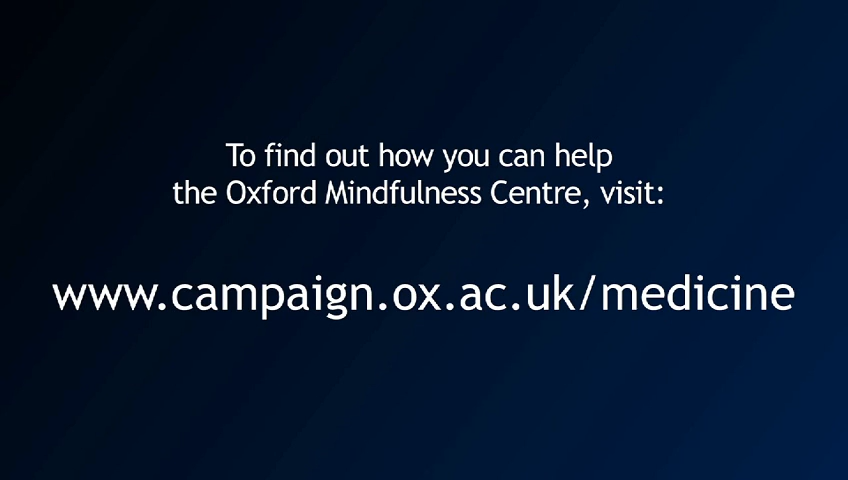 To find out how you can help
the Oxford Mindfulness Centre, visit:
www.campaign.ox.ac.uk/medicine